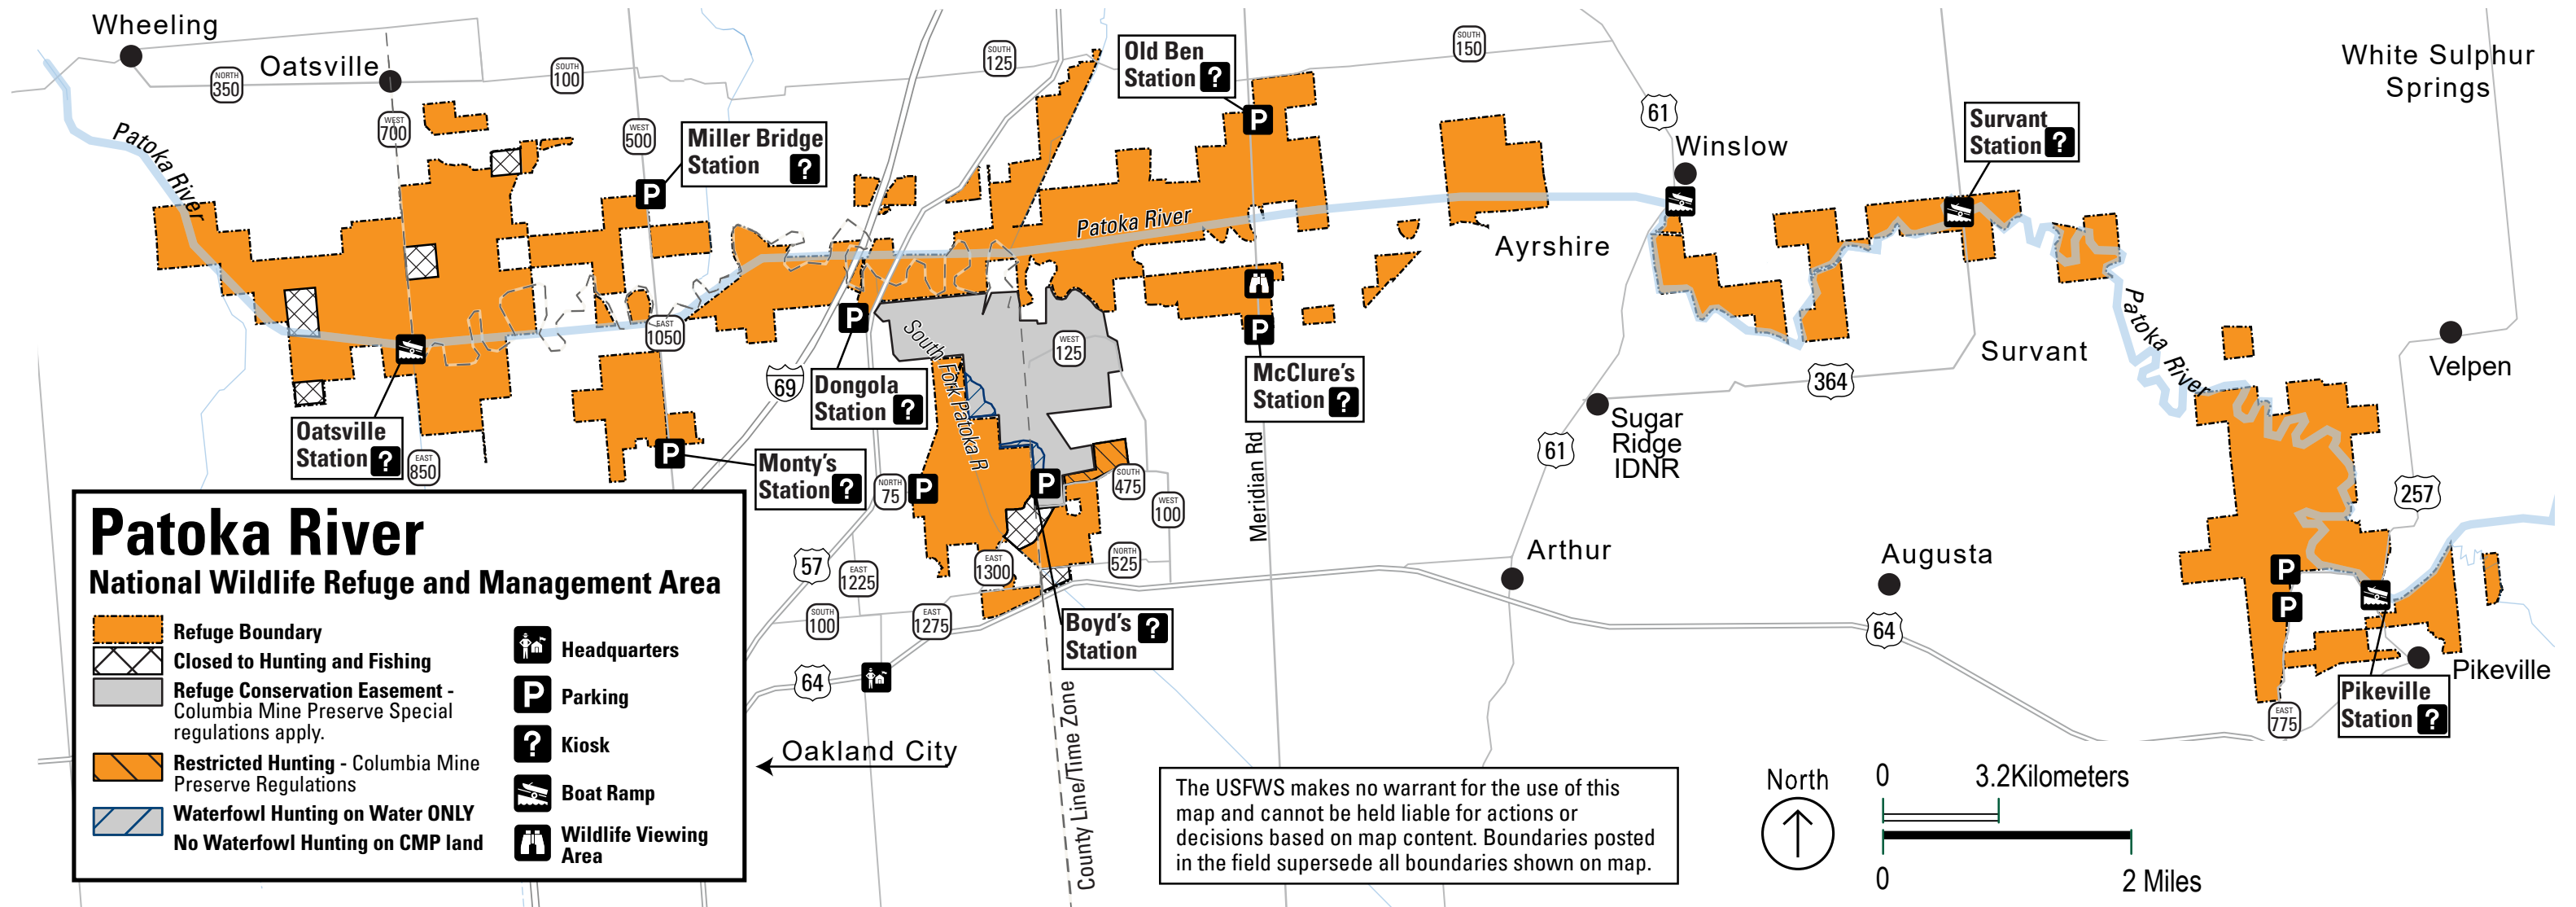 Wheeling
Oatsville
NORTH
350
SOUTH
100
WEST
700
WEST
500
SOUTH
125
Old Ben
Station ?
SOUTH
150
61
Winslow
White Sulphur
Springs
Survant
Station ?
Miller Bridge
Station ?
Patoka River
Patoka River
Ayrshire
Patoka River
EAST
1050
69
Dongola
Station ?
South Fork Patoka R
WEST
125
McClure's
Station ?
Survant
364
Velpen
Sugar
Ridge
IDNR
61
Oatsville
Station ?
EAST
850
Monty's
Station ?
NORTH
75
SOUTH
475
WEST
100
Meridian Rd
257
57
EAST
1225
EAST
1300
NORTH
525
Arthur
Augusta
SOUTH
100
EAST
1275
Boyd's ?
Station
64
64
Pikeville
Pikeville
Station ?
EAST
775
Oakland City
County Line/Time Zone
P
P
P
P
P
P
P
P
P
Patoka River
National Wildlife Refuge and Management Area
Refuge Boundary
Closed to Hunting and Fishing
Refuge Conservation Easement -
Columbia Mine Preserve Special
regulations apply.
Restricted Hunting - Columbia Mine
Preserve Regulations
Waterfowl Hunting on Water ONLY
No Waterfowl Hunting on CMP land
Headquarters
P Parking
? Kiosk
Boat Ramp
Wildlife Viewing
Area
The USFWS makes no warrant for the use of this
map and cannot be held liable for actions or
decisions based on map content. Boundaries posted
in the field supersede all boundaries shown on map.
North
0 3.2Kilometers
0 2 Miles